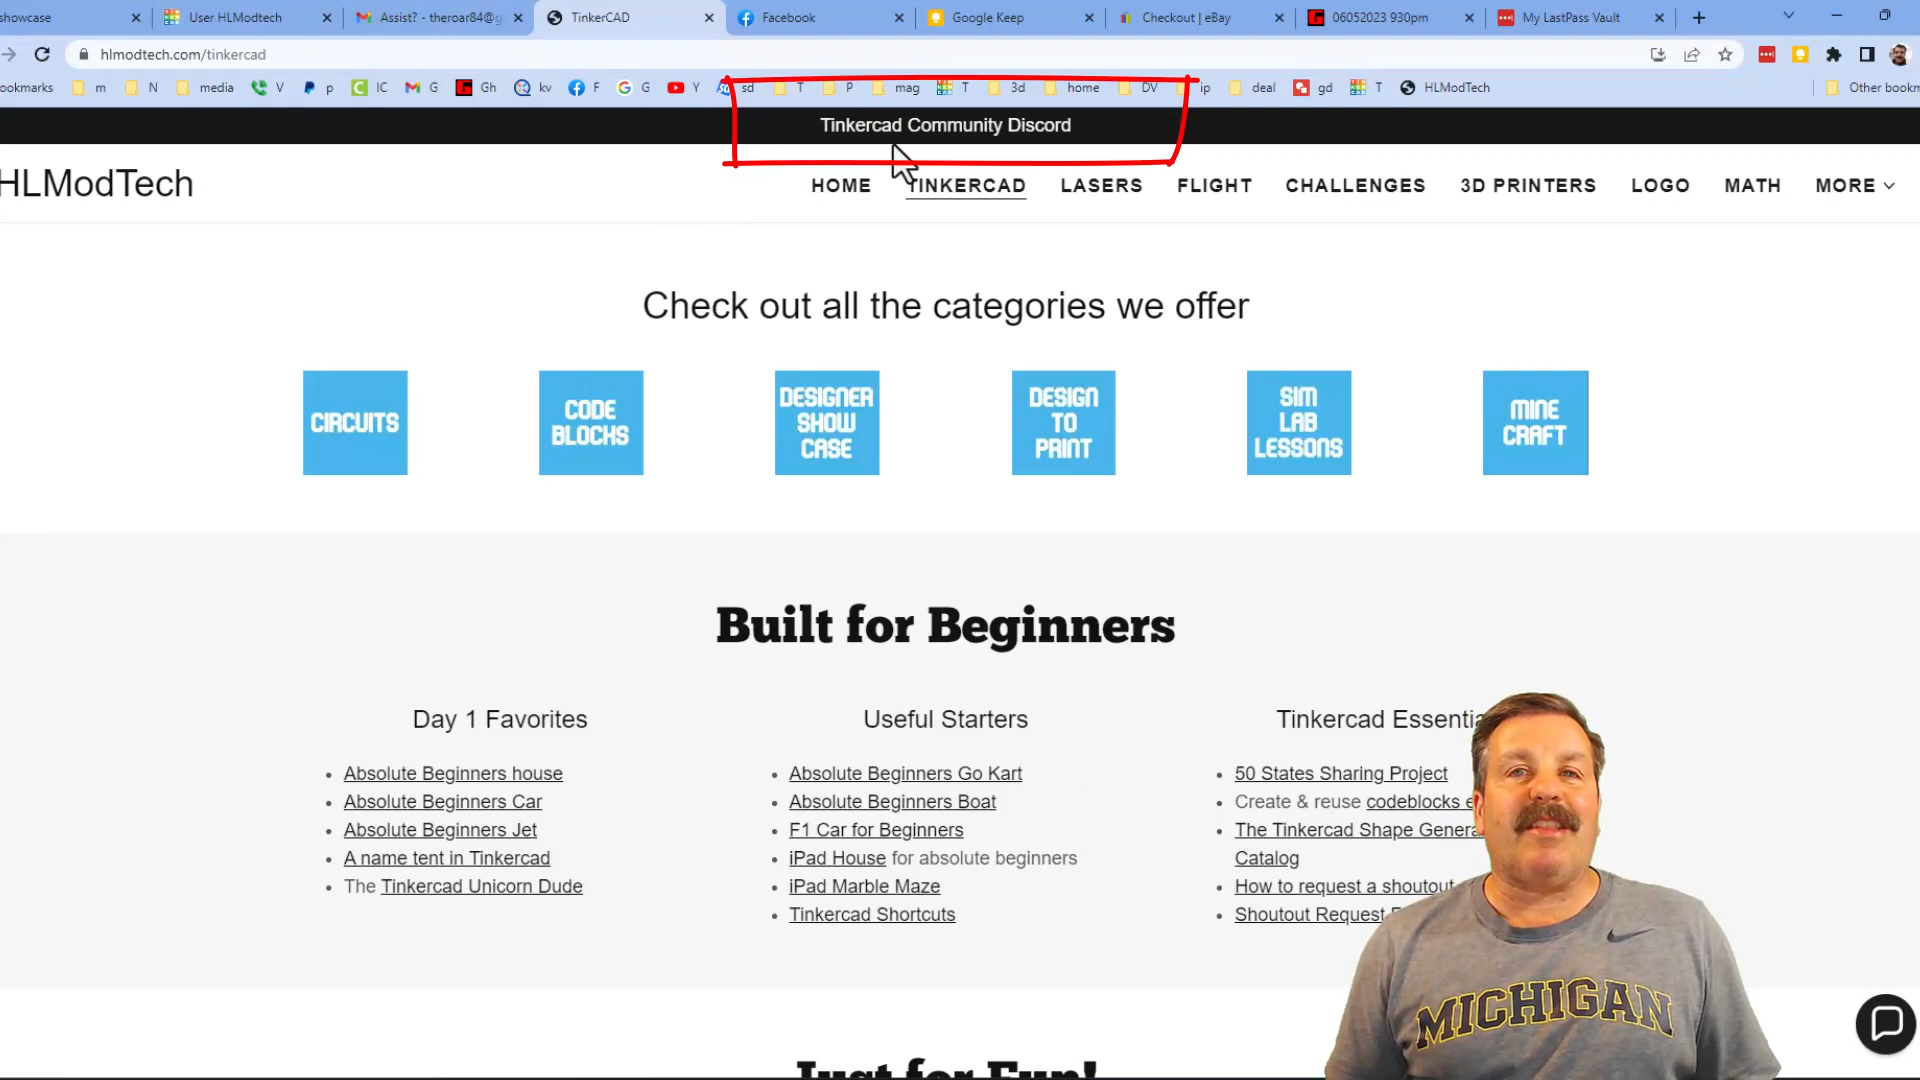 showcase
User HLModtech
Assist? - theroar84@g
TinkerCAD
Facebook
Google Keep
Checkout | eBay
06052023 930pm
My LastPass Vault
hlmodtech.com/tinkercad
ookmarks m N media V p IC G Gh kv F G Y sd T P mag T 3d home DV ip deal gd T HLModTech Other bookm
Tinkercad Community Discord
HLModTech
HOME TINKERCAD LASERS FLIGHT CHALLENGES 3D PRINTERS LOGO MATH MORE
Check out all the categories we offer
CIRCUITS
CODE
BLOCKS
DESIGNER
SHOW
CASE
DESIGN
TO
PRINT
SIM
LAB
LESSONS
MINE
CRAFT
Built for Beginners
Day 1 Favorites
Absolute Beginners house
Absolute Beginners Car
Absolute Beginners Jet
A name tent in Tinkercad
The Tinkercad Unicorn Dude
Useful Starters
Absolute Beginners Go Kart
Absolute Beginners Boat
F1 Car for Beginners
iPad House for absolute beginners
iPad Marble Maze
Tinkercad Shortcuts
Tinkercad Essentia
50 States Sharing Project
Create & reuse codeblocks
The Tinkercad Shape Genera
Catalog
How to request a shoutout
Shoutout Request
MICHIGAN
Just for Fun!